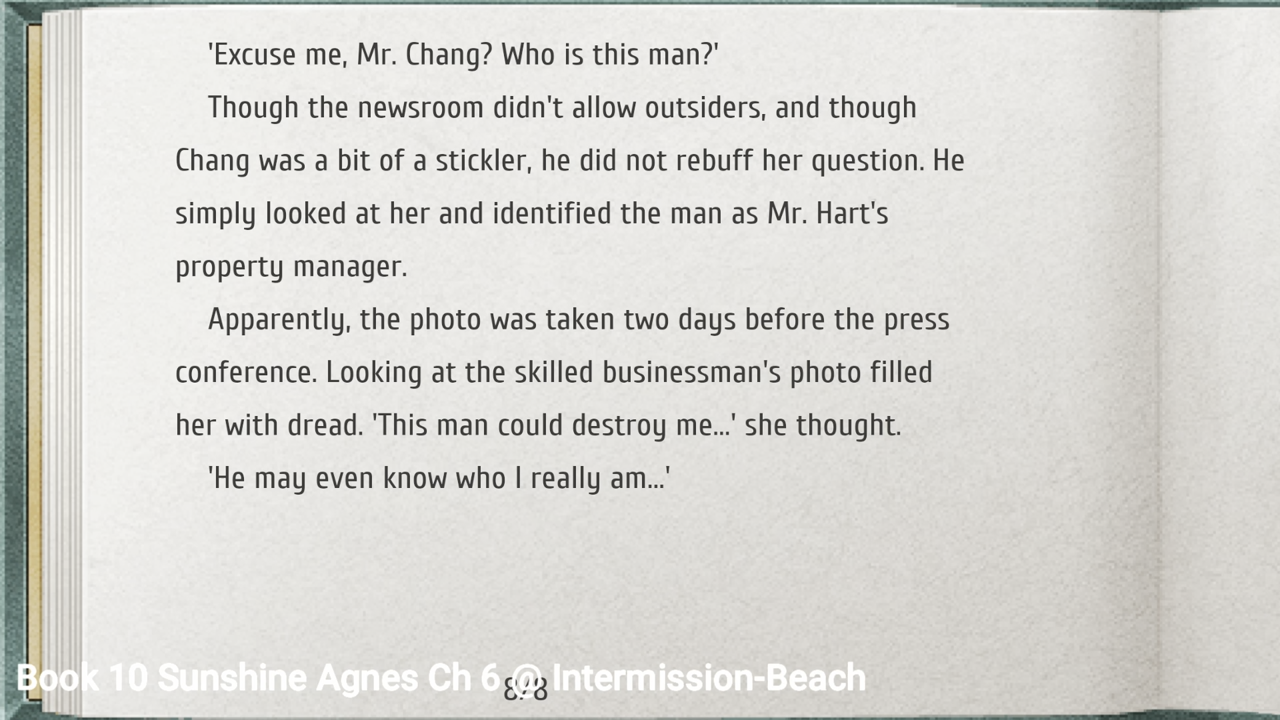 'Excuse me, Mr. Chang? Who is this man?'
Though the newsroom didn't allow outsiders, and though
Chang was a bit of a stickler, he did not rebuff her question. He
simply looked at her and identified the man as Mr. Hart's
property manager.
Apparently, the photo was taken two days before the press
conference. Looking at the skilled businessman's photo filled
her with dread. 'This man could destroy me...' she thought.
'He may even know who I really am...'
Book 10 Sunshine Agnes Ch 6 @ Intermission-Beach
8/8